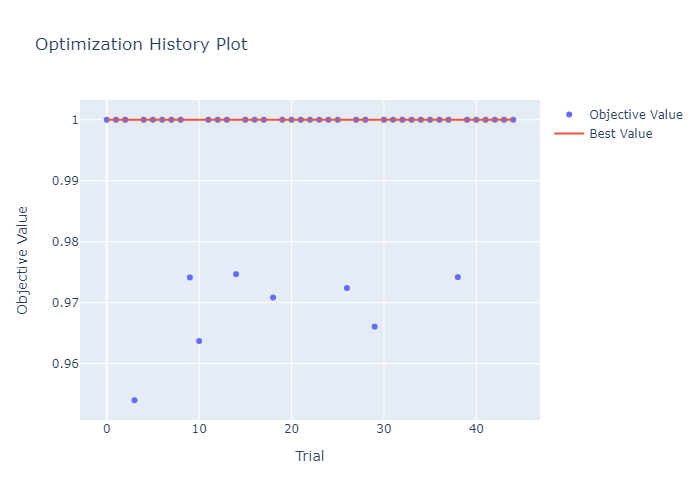 Optimization History Plot
Objective Value
Best Value
1
0.99
0.98
0.97
0.96
Objective Value
0
10
20
30
40
Trial